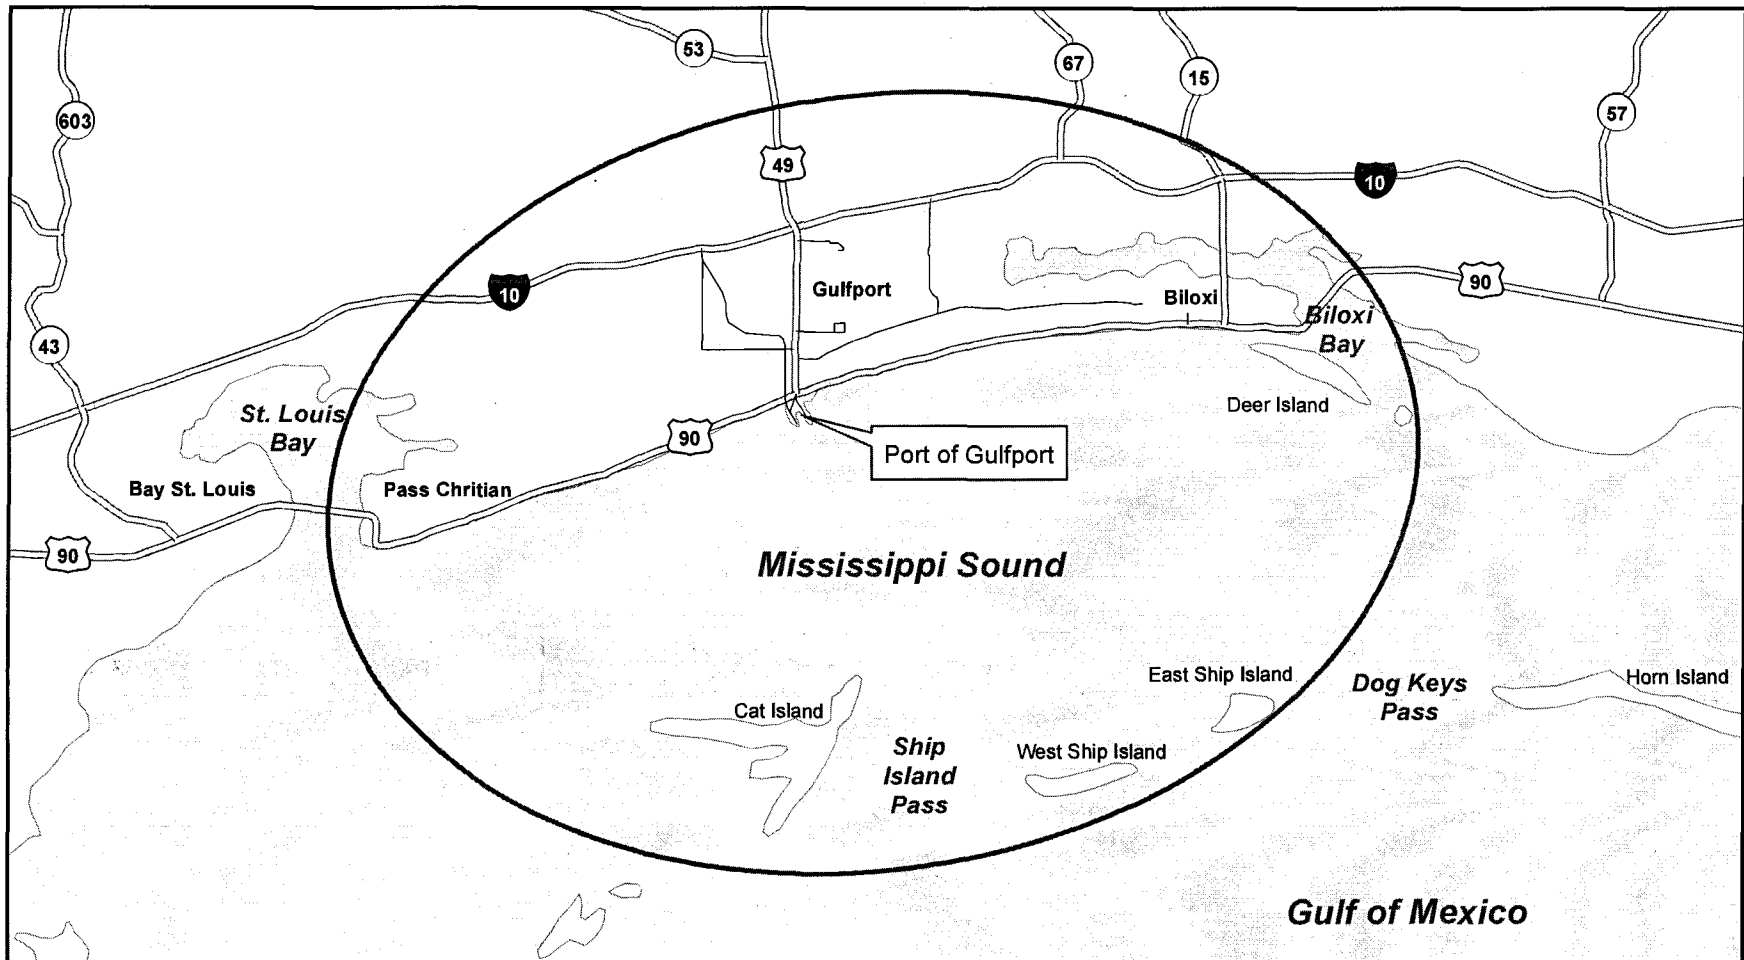 53
67
15
603
57
49
10
10
Gulfport
Biloxi
90
Biloxi
Bay
43
St. Louis
Bay
Deer Island
90
Port of Gulfport
Bay St. Louis
Pass Chritian
90
Mississippi Sound
East Ship Island
Dog Keys
Pass
Horn Island
Cat Island
Ship
Island
Pass
West Ship Island
Gulf of Mexico